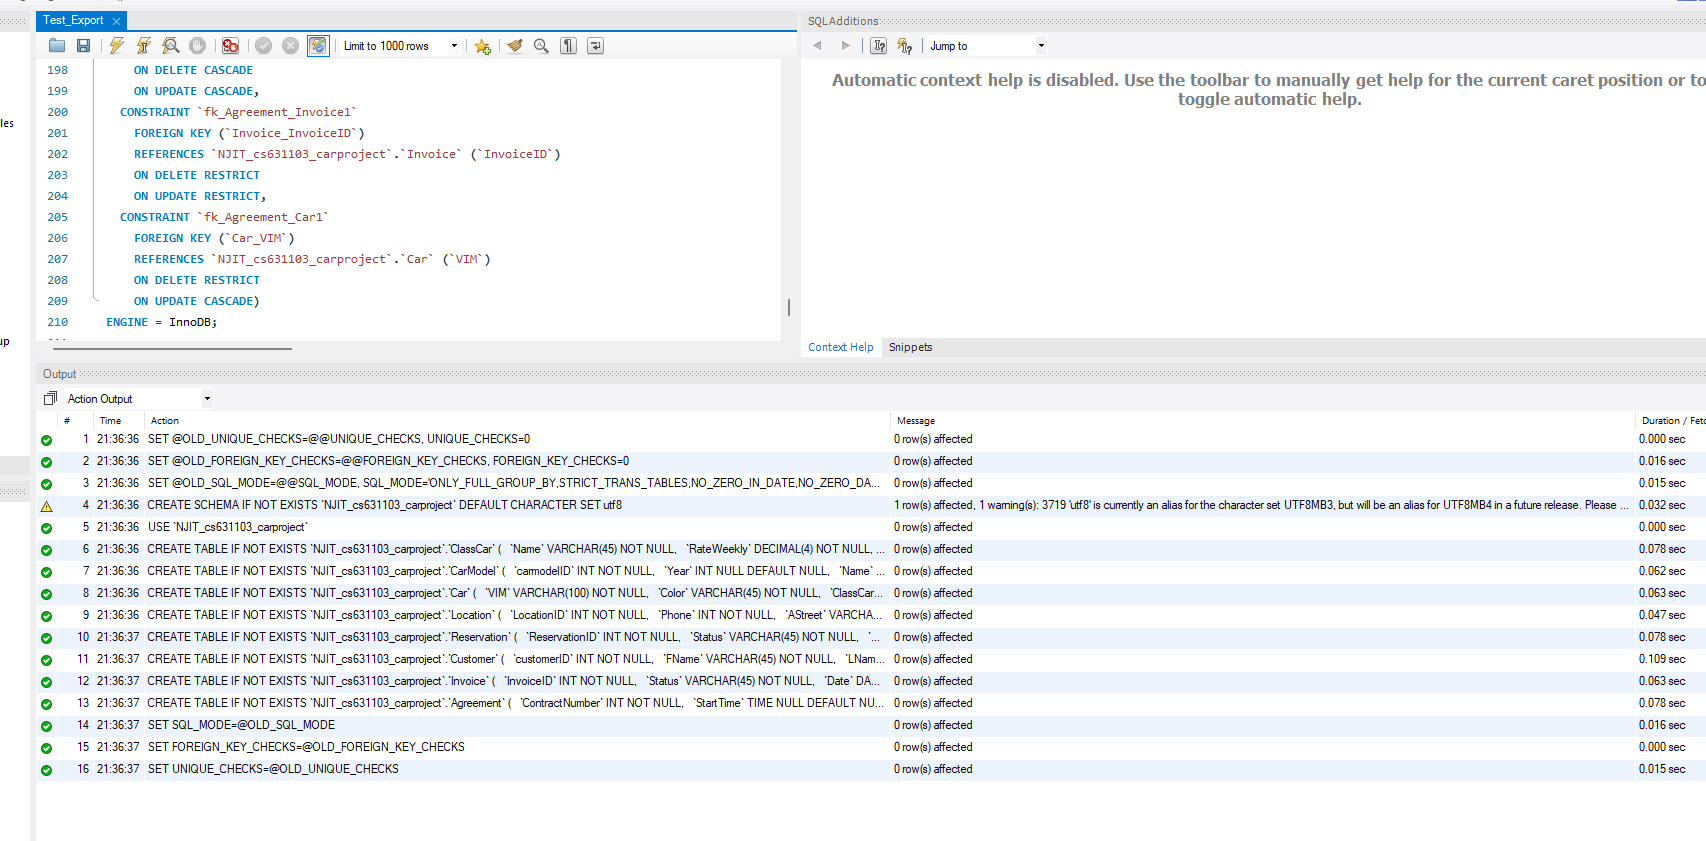 les
up
Test_Export
Limit to 1000 rows
198 ON DELETE CASCADE
199 ON UPDATE CASCADE,
200 CONSTRAINT `fk_Agreement_Invoice1`
201 FOREIGN KEY (`Invoice_InvoiceID`)
202 REFERENCES `NJIT_cs631103_carproject`.`Invoice` (`InvoiceID`)
203 ON DELETE RESTRICT
204 ON UPDATE RESTRICT,
205 CONSTRAINT `fk_Agreement_Car1`
206 FOREIGN KEY (`Car_VIM`)
207 REFERENCES `NJIT_cs631103_carproject`.`Car` (`VIM`)
208 ON DELETE RESTRICT
209 ON UPDATE CASCADE)
210 ENGINE = InnoDB;
SQLAdditions
Jump to
Automatic context help is disabled. Use the toolbar to manually get help for the current caret position or to
toggle automatic help.
Context Help Snippets
Output
Action Output
# Time Action Message Duration / Fetc
1 21:36:36 SET @OLD_UNIQUE_CHECKS=@@UNIQUE_CHECKS, UNIQUE_CHECKS=0 0 row(s) affected 0.000 sec
2 21:36:36 SET @OLD_FOREIGN_KEY_CHECKS=@@FOREIGN_KEY_CHECKS, FOREIGN_KEY_CHECKS=0 0 row(s) affected 0.016 sec
3 21:36:36 SET @OLD_SQL_MODE=@@SQL_MODE, SQL_MODE='ONLY_FULL_GROUP_BY,STRICT_TRANS_TABLES,NO_ZERO_IN_DATE,NO_ZERO_DA... 0 row(s) affected 0.015 sec
4 21:36:36 CREATE SCHEMA IF NOT EXISTS `NJIT_cs631103_carproject` DEFAULT CHARACTER SET utf8 1 row(s) affected, 1 warning(s): 3719 'utf8' is currently an alias for the character set UTF8MB3, but will be an alias for UTF8MB4 in a future release. Please ... 0.032 sec
5 21:36:36 USE `NJIT_cs631103_carproject` 0 row(s) affected 0.000 sec
6 21:36:36 CREATE TABLE IF NOT EXISTS `NJIT_cs631103_carproject`.`ClassCar` ( `Name` VARCHAR(45) NOT NULL, `RateWeekly` DECIMAL(4) NOT NULL, ... 0 row(s) affected 0.078 sec
7 21:36:36 CREATE TABLE IF NOT EXISTS `NJIT_cs631103_carproject`.`CarModel` ( `carmodelID` INT NOT NULL, `Year` INT NULL DEFAULT NULL, `Name` ... 0 row(s) affected 0.062 sec
8 21:36:36 CREATE TABLE IF NOT EXISTS `NJIT_cs631103_carproject`.`Car` ( `VIM` VARCHAR(100) NOT NULL, `Color` VARCHAR(45) NOT NULL, `ClassCar... 0 row(s) affected 0.063 sec
9 21:36:36 CREATE TABLE IF NOT EXISTS `NJIT_cs631103_carproject`.`Location` ( `LocationID` INT NOT NULL, `Phone` INT NOT NULL, `AStreet` VARCHA... 0 row(s) affected 0.047 sec
10 21:36:37 CREATE TABLE IF NOT EXISTS `NJIT_cs631103_carproject`.`Reservation` ( `ReservationID` INT NOT NULL, `Status` VARCHAR(45) NOT NULL, `... 0 row(s) affected 0.078 sec
11 21:36:37 CREATE TABLE IF NOT EXISTS `NJIT_cs631103_carproject`.`Customer` ( `customerID` INT NOT NULL, `FName` VARCHAR(45) NOT NULL, `LNam... 0 row(s) affected 0.109 sec
12 21:36:37 CREATE TABLE IF NOT EXISTS `NJIT_cs631103_carproject`.`Invoice` ( `InvoiceID` INT NOT NULL, `Status` VARCHAR(45) NOT NULL, `Date` DA... 0 row(s) affected 0.063 sec
13 21:36:37 CREATE TABLE IF NOT EXISTS `NJIT_cs631103_carproject`.`Agreement` ( `ContractNumber` INT NOT NULL, `StartTime` TIME NULL DEFAULT NU... 0 row(s) affected 0.078 sec
14 21:36:37 SET SQL_MODE=@OLD_SQL_MODE 0 row(s) affected 0.016 sec
15 21:36:37 SET FOREIGN_KEY_CHECKS=@OLD_FOREIGN_KEY_CHECKS 0 row(s) affected 0.000 sec
16 21:36:37 SET UNIQUE_CHECKS=@OLD_UNIQUE_CHECKS 0 row(s) affected 0.015 sec